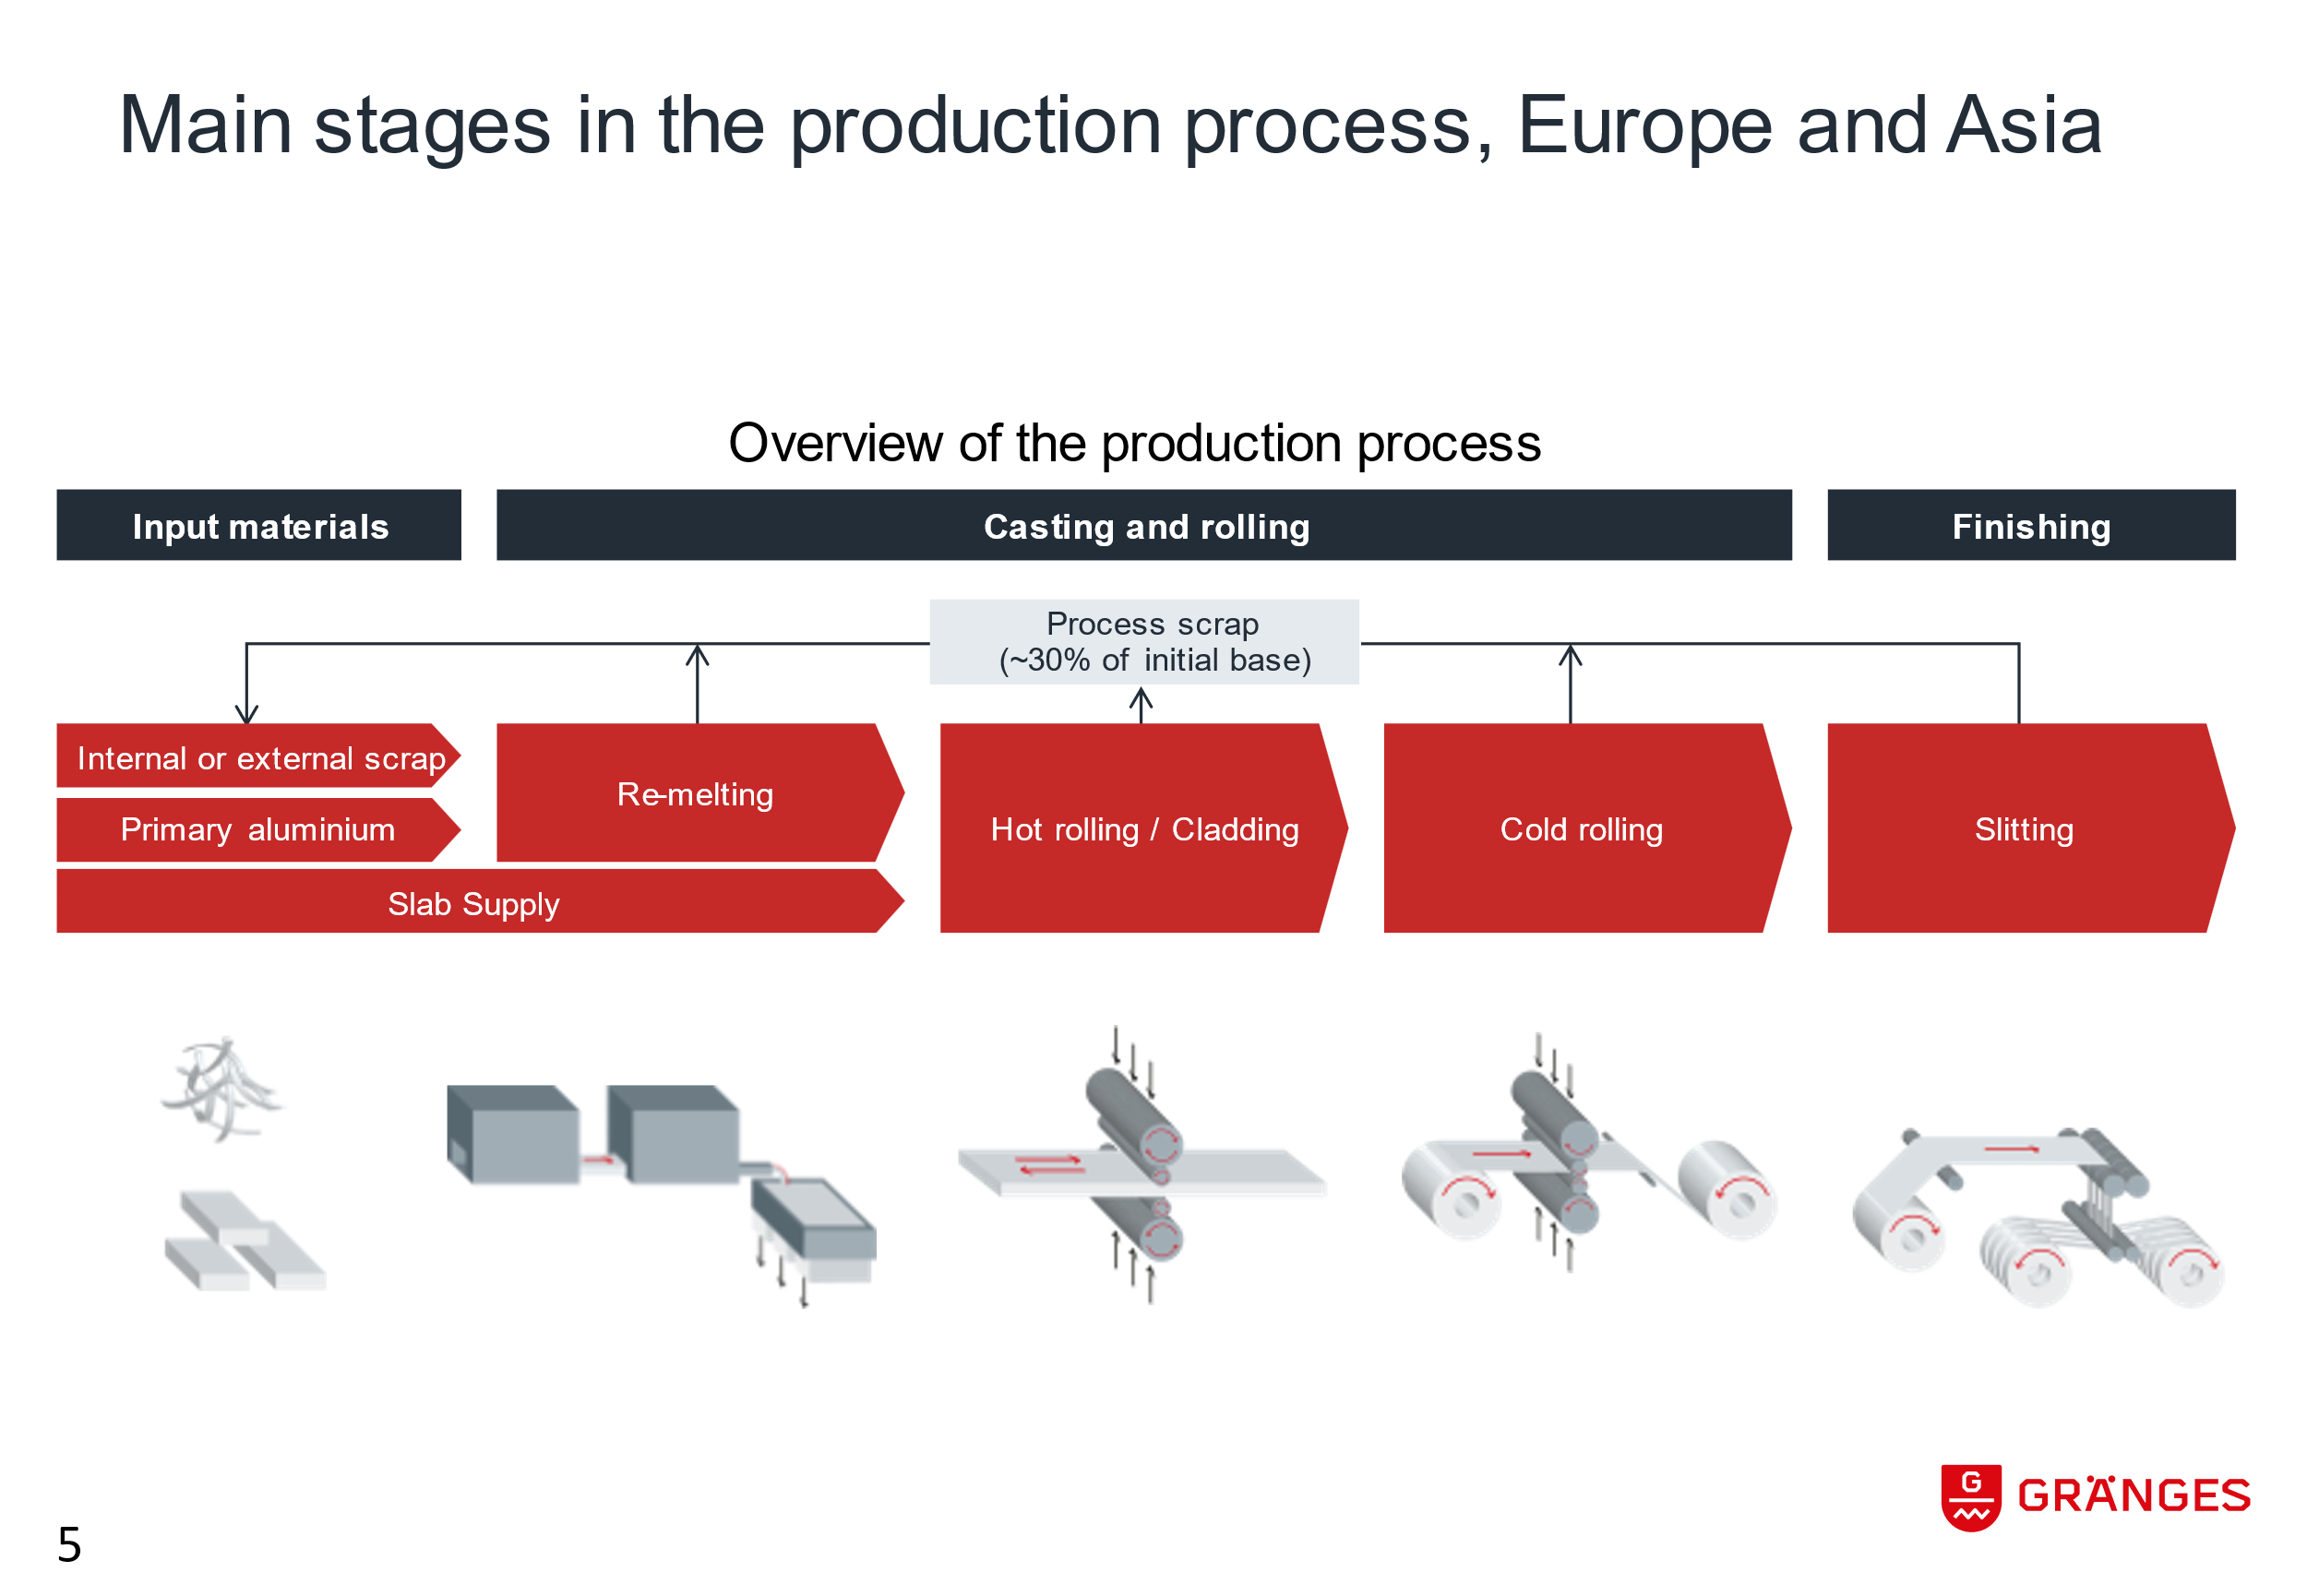 Main stages in the production process, Europe and Asia
Overview of the production process
Input materials
Casting and rolling
Finishing
Process scrap
(~30% of initial base)
Internal or external scrap
Primary aluminium
Slab Supply
Re-melting
Hot rolling / Cladding
Cold rolling
Slitting
G
GRÄNGES
5